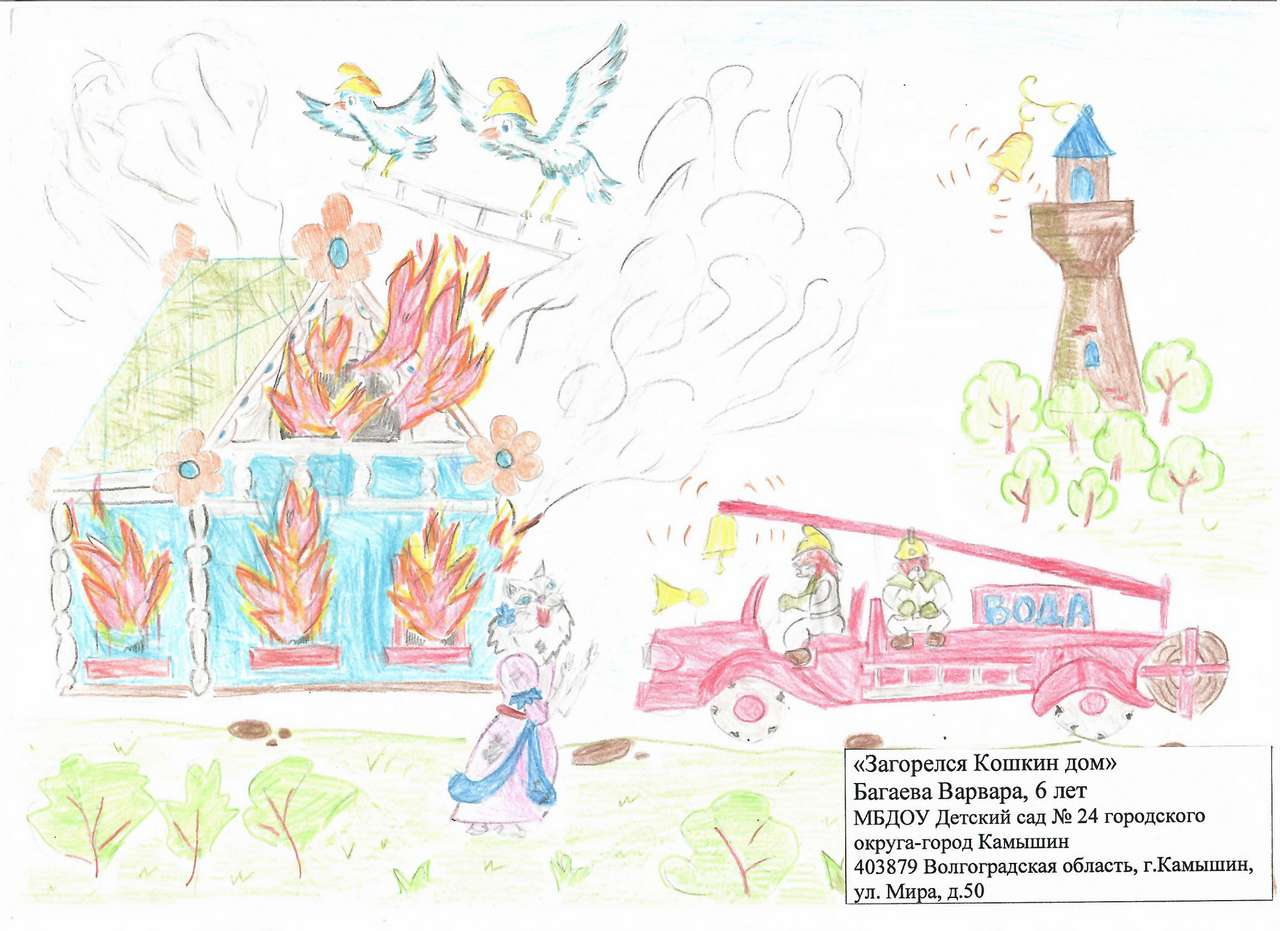 ВОДА
«Загорелся Кошкин дом»
Багаева Варвара, 6 лет
МБДОУ Детский сад № 24 городского
округа-город Камышин
403879 Волгоградская область, г.Камышин,
ул. Мира, д.50